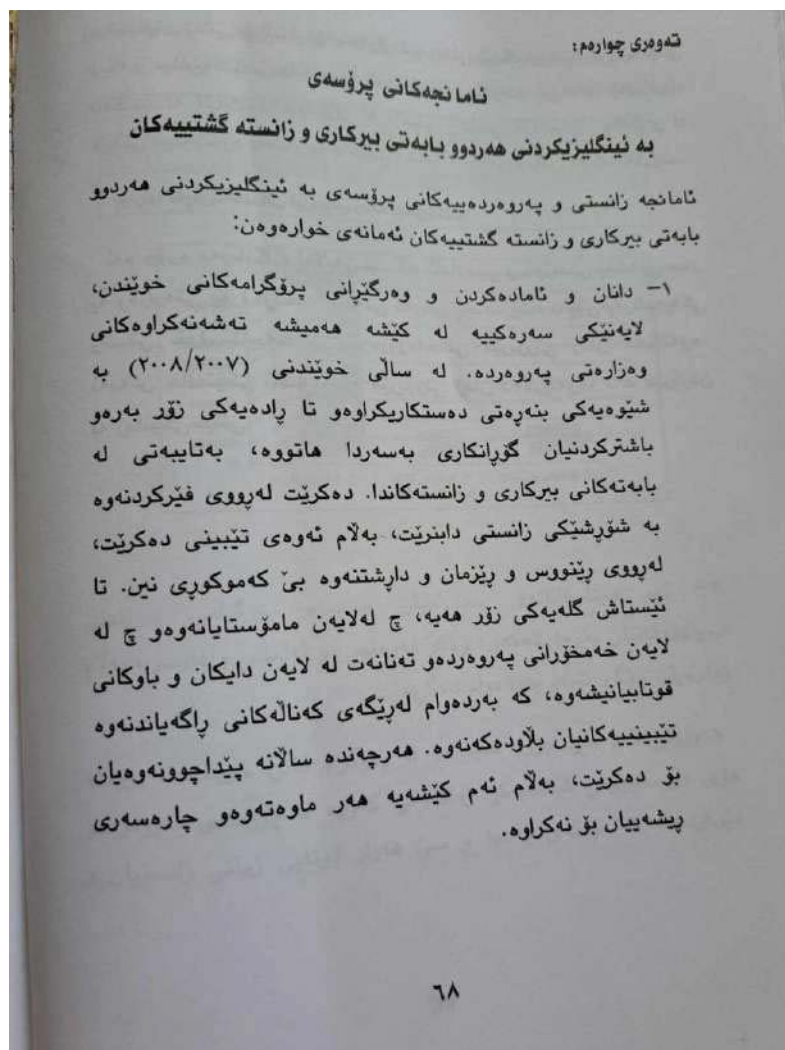 تەوەری چوارەم:
ئامانجەکانی پرۆسەی
بە ئینگلیزیکردنی هەردوو بابەتی بیرکاری و زانستە گشتییەکان
ئامانجە زانستی و پەروەردەییەکانی پرۆسەی بە ئینگلیزیکردنی هەردوو
بابەتی بیرکاری و زانستە گشتییەکان ئەمانەی خوارەوەن:
١– دانان و ئامادەکردن و وەرگێڕانی پرۆگرامەکانی خوێندن،
لایەنێکی سەرەکییە لە کێشە هەمیشە تەشەنەکراوەکانی
وەزارەتی پەروەردە. لە ساڵی خوێندنی (٢٠٠٧/٢٠٠٨) بە
شێوەیەکی بنەڕەتی دەستکاریکراوەو تا ڕادەیەکی زۆر بەرەو
باشترکردنیان گۆڕانکاری بەسەردا هاتووە، بەتایبەتی لە
بابەتەکانی بیرکاری و زانستەکاندا. دەکرێت لەڕووی فێرکردنەوە
بە شۆڕشێکی زانستی دابنرێت، بەڵام ئەوەی تێبینی دەکرێت،
لەڕووی ڕێنووس و ڕێزمان و داڕشتنەوە بێ کەموکوڕی نین. تا
ئێستاش گلەیەکی زۆر هەیە، چ لەلایەن مامۆستایانەوەو چ لە
لایەن خەمخۆرانی پەروەردەو تەنانەت لە لایەن دایکان و باوکانی
قوتابیانیشەوە، کە بەردەوام لەڕێگەی کەناڵەکانی ڕاگەیاندنەوە
تێبینییەکانیان بڵاودەکەنەوە. هەرچەندە ساڵانە پێداچوونەوەیان
بۆ دەکرێت، بەڵام ئەم کێشەیە هەر ماوەتەوەو چارەسەری
ڕیشەییان بۆ نەکراوە.
٦٨